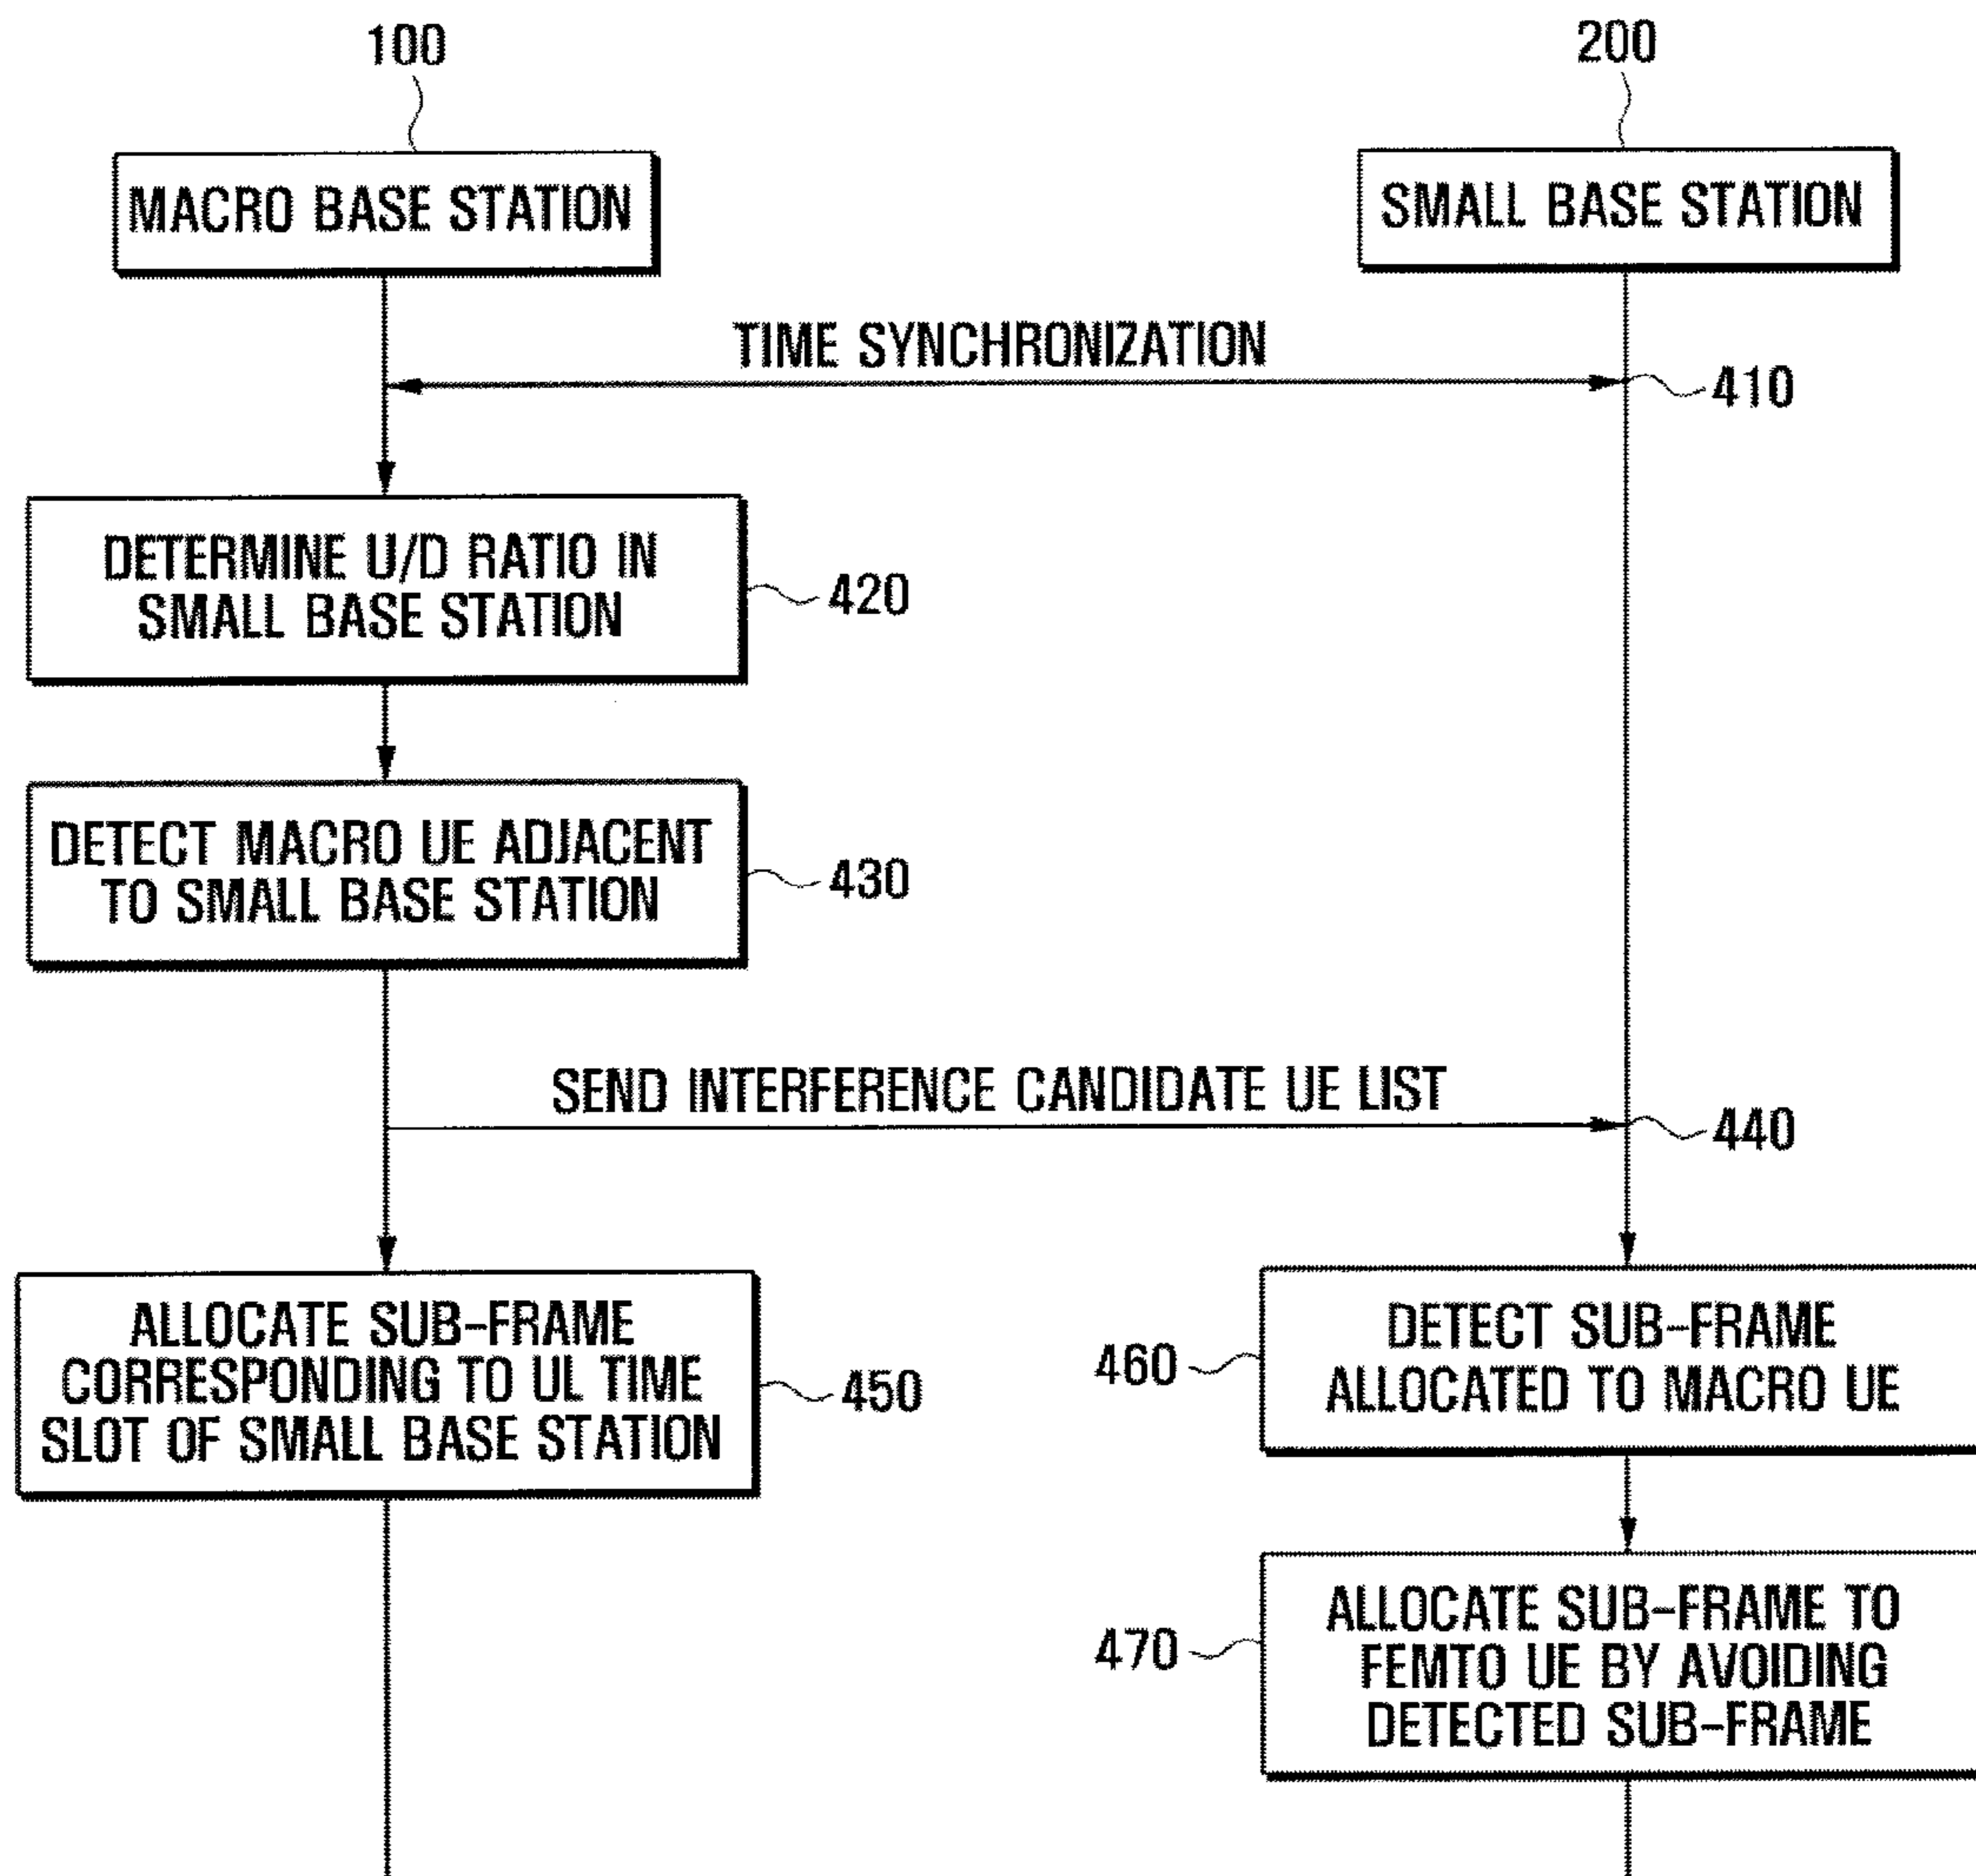 100
200
MACRO BASE STATION
SMALL BASE STATION
TIME SYNCHRONIZATION
410
DETERMINE U/D RATIO IN
SMALL BASE STATION
420
DETECT MACRO UE ADJACENT
TO SMALL BASE STATION
430
SEND INTERFERENCE CANDIDATE UE LIST
440
ALLOCATE SUB-FRAME
CORRESPONDING TO UL TIME
SLOT OF SMALL BASE STATION
450
460
DETECT SUB-FRAME
ALLOCATED TO MACRO UE
470
ALLOCATE SUB-FRAME TO
FEMTO UE BY AVOIDING
DETECTED SUB-FRAME